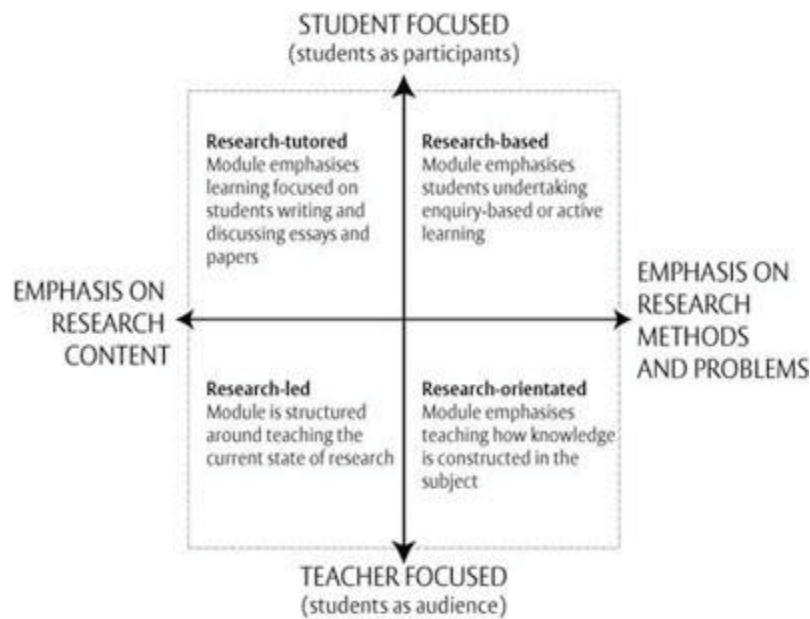 STUDENT FOCUSED
(students as participants)
Research-tutored
Module emphasises
learning focused on
students writing and
discussing essays and
papers
Research-based
Module emphasises
students undertaking
enquiry-based or active
learning
EMPHASIS ON
RESEARCH
CONTENT
EMPHASIS ON
RESEARCH
METHODS
AND PROBLEMS
Research-led
Module is structured
around teaching the
current state of research
Research-orientated
Module emphasises
teaching how knowledge
is constructed in the
subject
TEACHER FOCUSED
(students as audience)